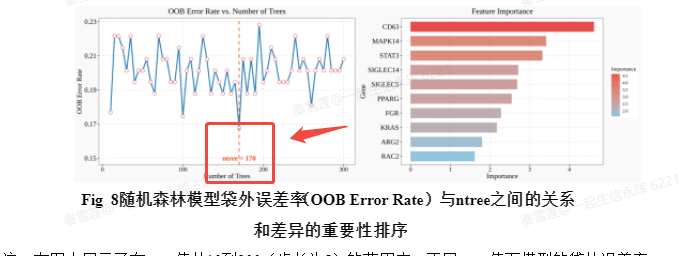 OOB Error Rate vs. Number of Trees
OOB Error Rate
0.23
0.21
0.19
0.17
0.15
0
100
200
300
ntree = 170
Number of Trees
Feature Importance
Gene
CD63
MAPK14
STAT3
SIGLEC14
SIGLEC5
PPARG
FGR
KRAS
ARG2
RAC2
0
1
2
3
4
Importance
Importance
Fig 8随机森林模型袋外误差率(OOB Error Rate）与ntree之间的关系
和差异的重要性排序